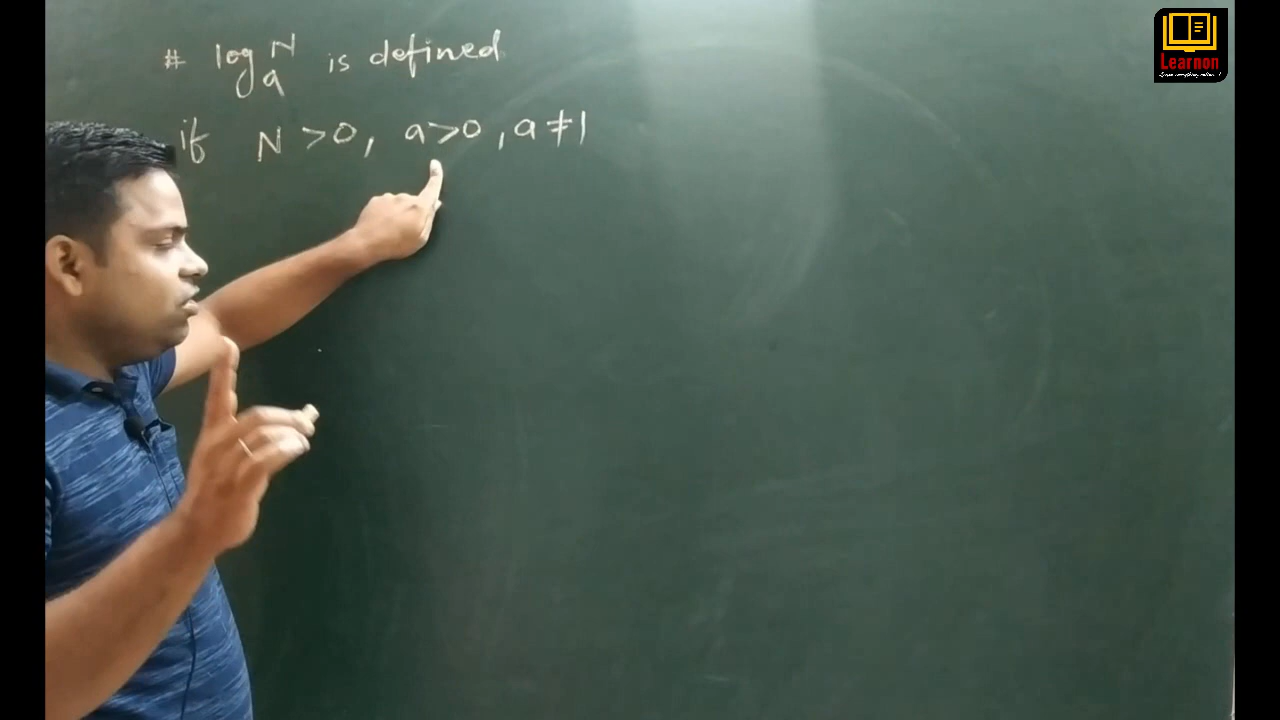 # log_a N is defined
if N > 0, a > 0, a ≠ 1
Learnon